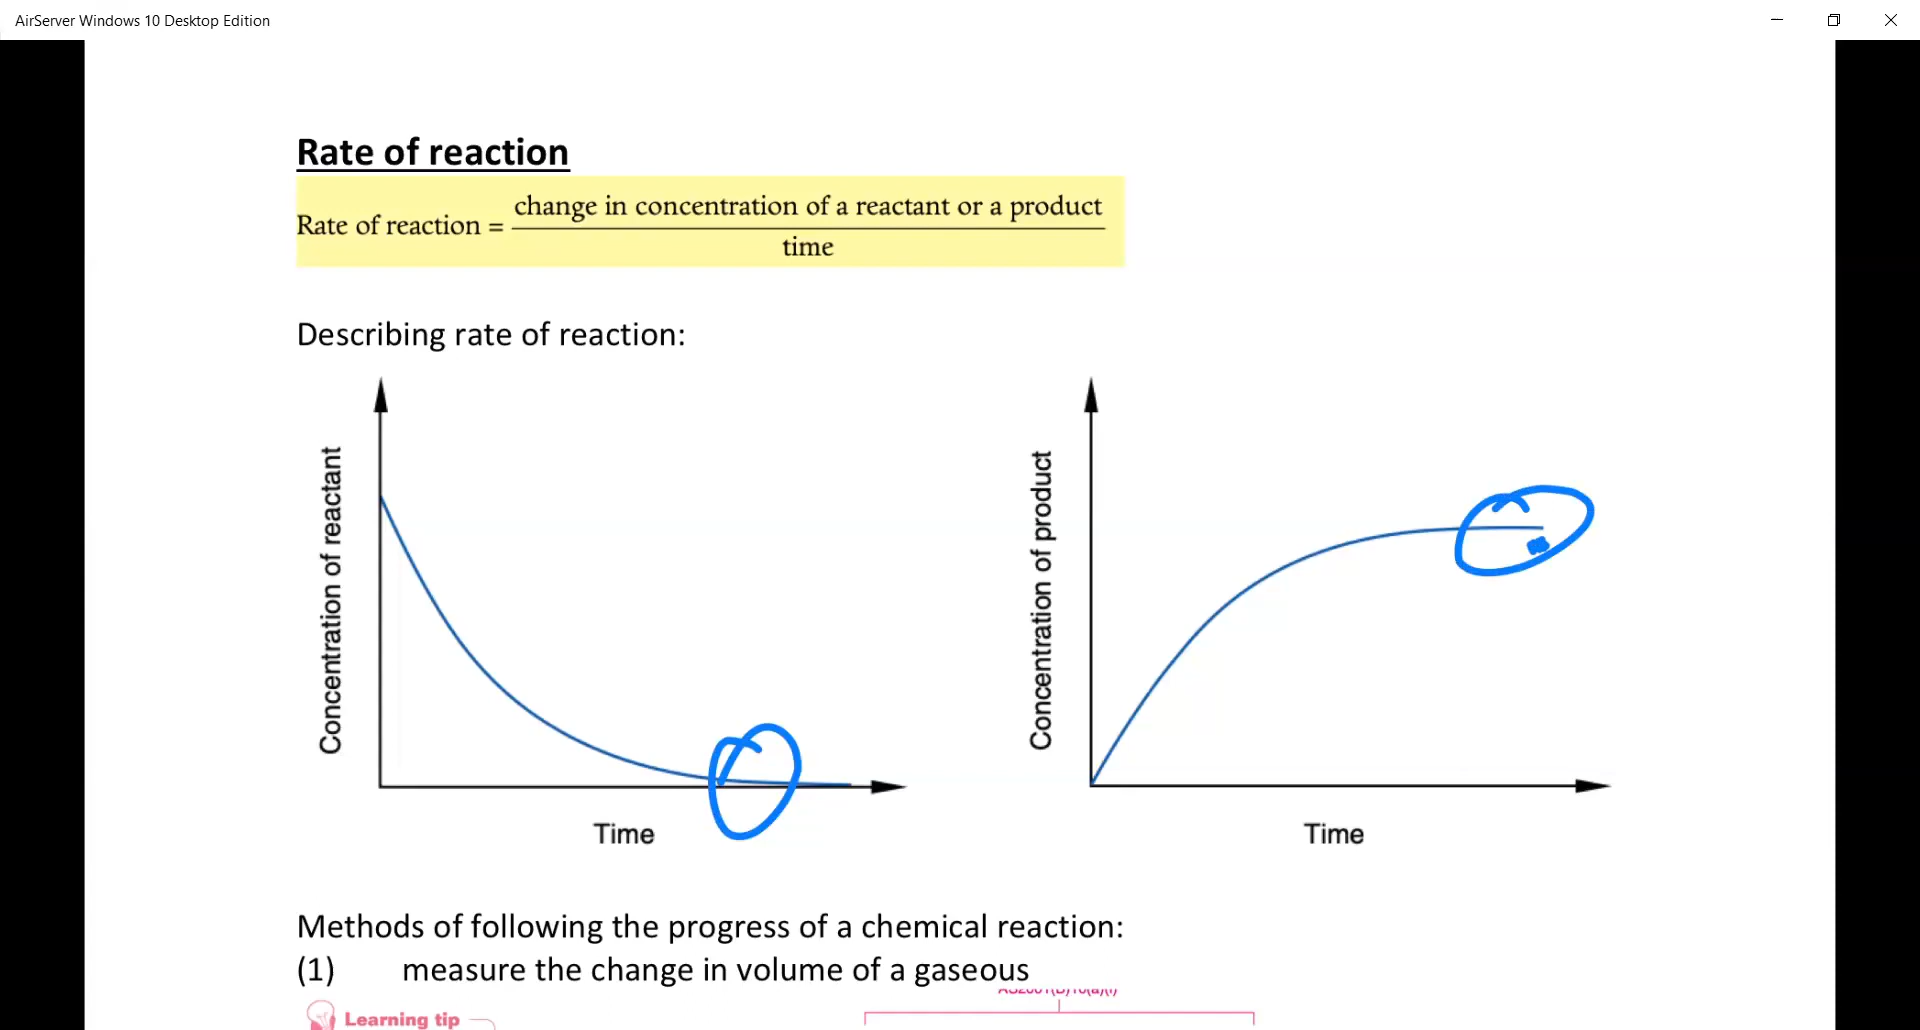 AirServer Windows 10 Desktop Edition
Rate of reaction
Rate of reaction = change in concentration of a reactant or a product
time
Describing rate of reaction:
Concentration of reactant
Time
Concentration of product
Time
Methods of following the progress of a chemical reaction:
(1) measure the change in volume of a gaseous
Learning tip